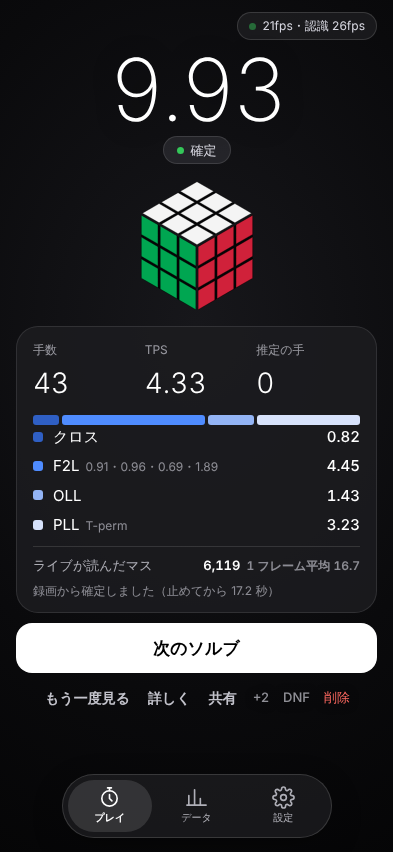 21fps・認識 26fps
9.93
確定
手数 TPS 推定の手
43 4.33 0
クロス 0.82
F2L 0.91・0.96・0.69・1.89 4.45
OLL 1.43
PLL T-perm 3.23
ライブが読んだマス 6,119 1 フレーム平均 16.7
録画から確定しました（止めてから 17.2 秒）
次のソルブ
もう一度見る 詳しく 共有 +2 DNF 削除
プレイ データ 設定